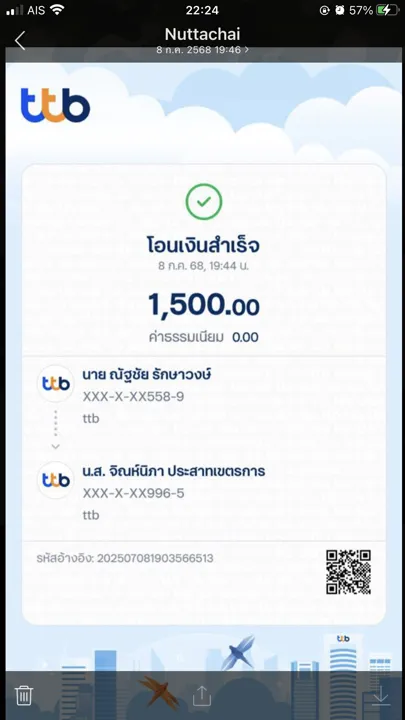 AIS
22:24
57%
Nuttachai
8 ก.ค. 2568 19:46
ttb
โอนเงินสำเร็จ
8 ก.ค. 68, 19:44 น.
1,500.00
ค่าธรรมเนียม 0.00
ttb
นาย ณัฐชัย รักษาวงษ์
XXX-X-XX558-9
ttb
ttb
น.ส. จิณห์นิภา ประสาทเขตรการ
XXX-X-XX996-5
ttb
รหัสอ้างอิง: 202507081903566513
ttb